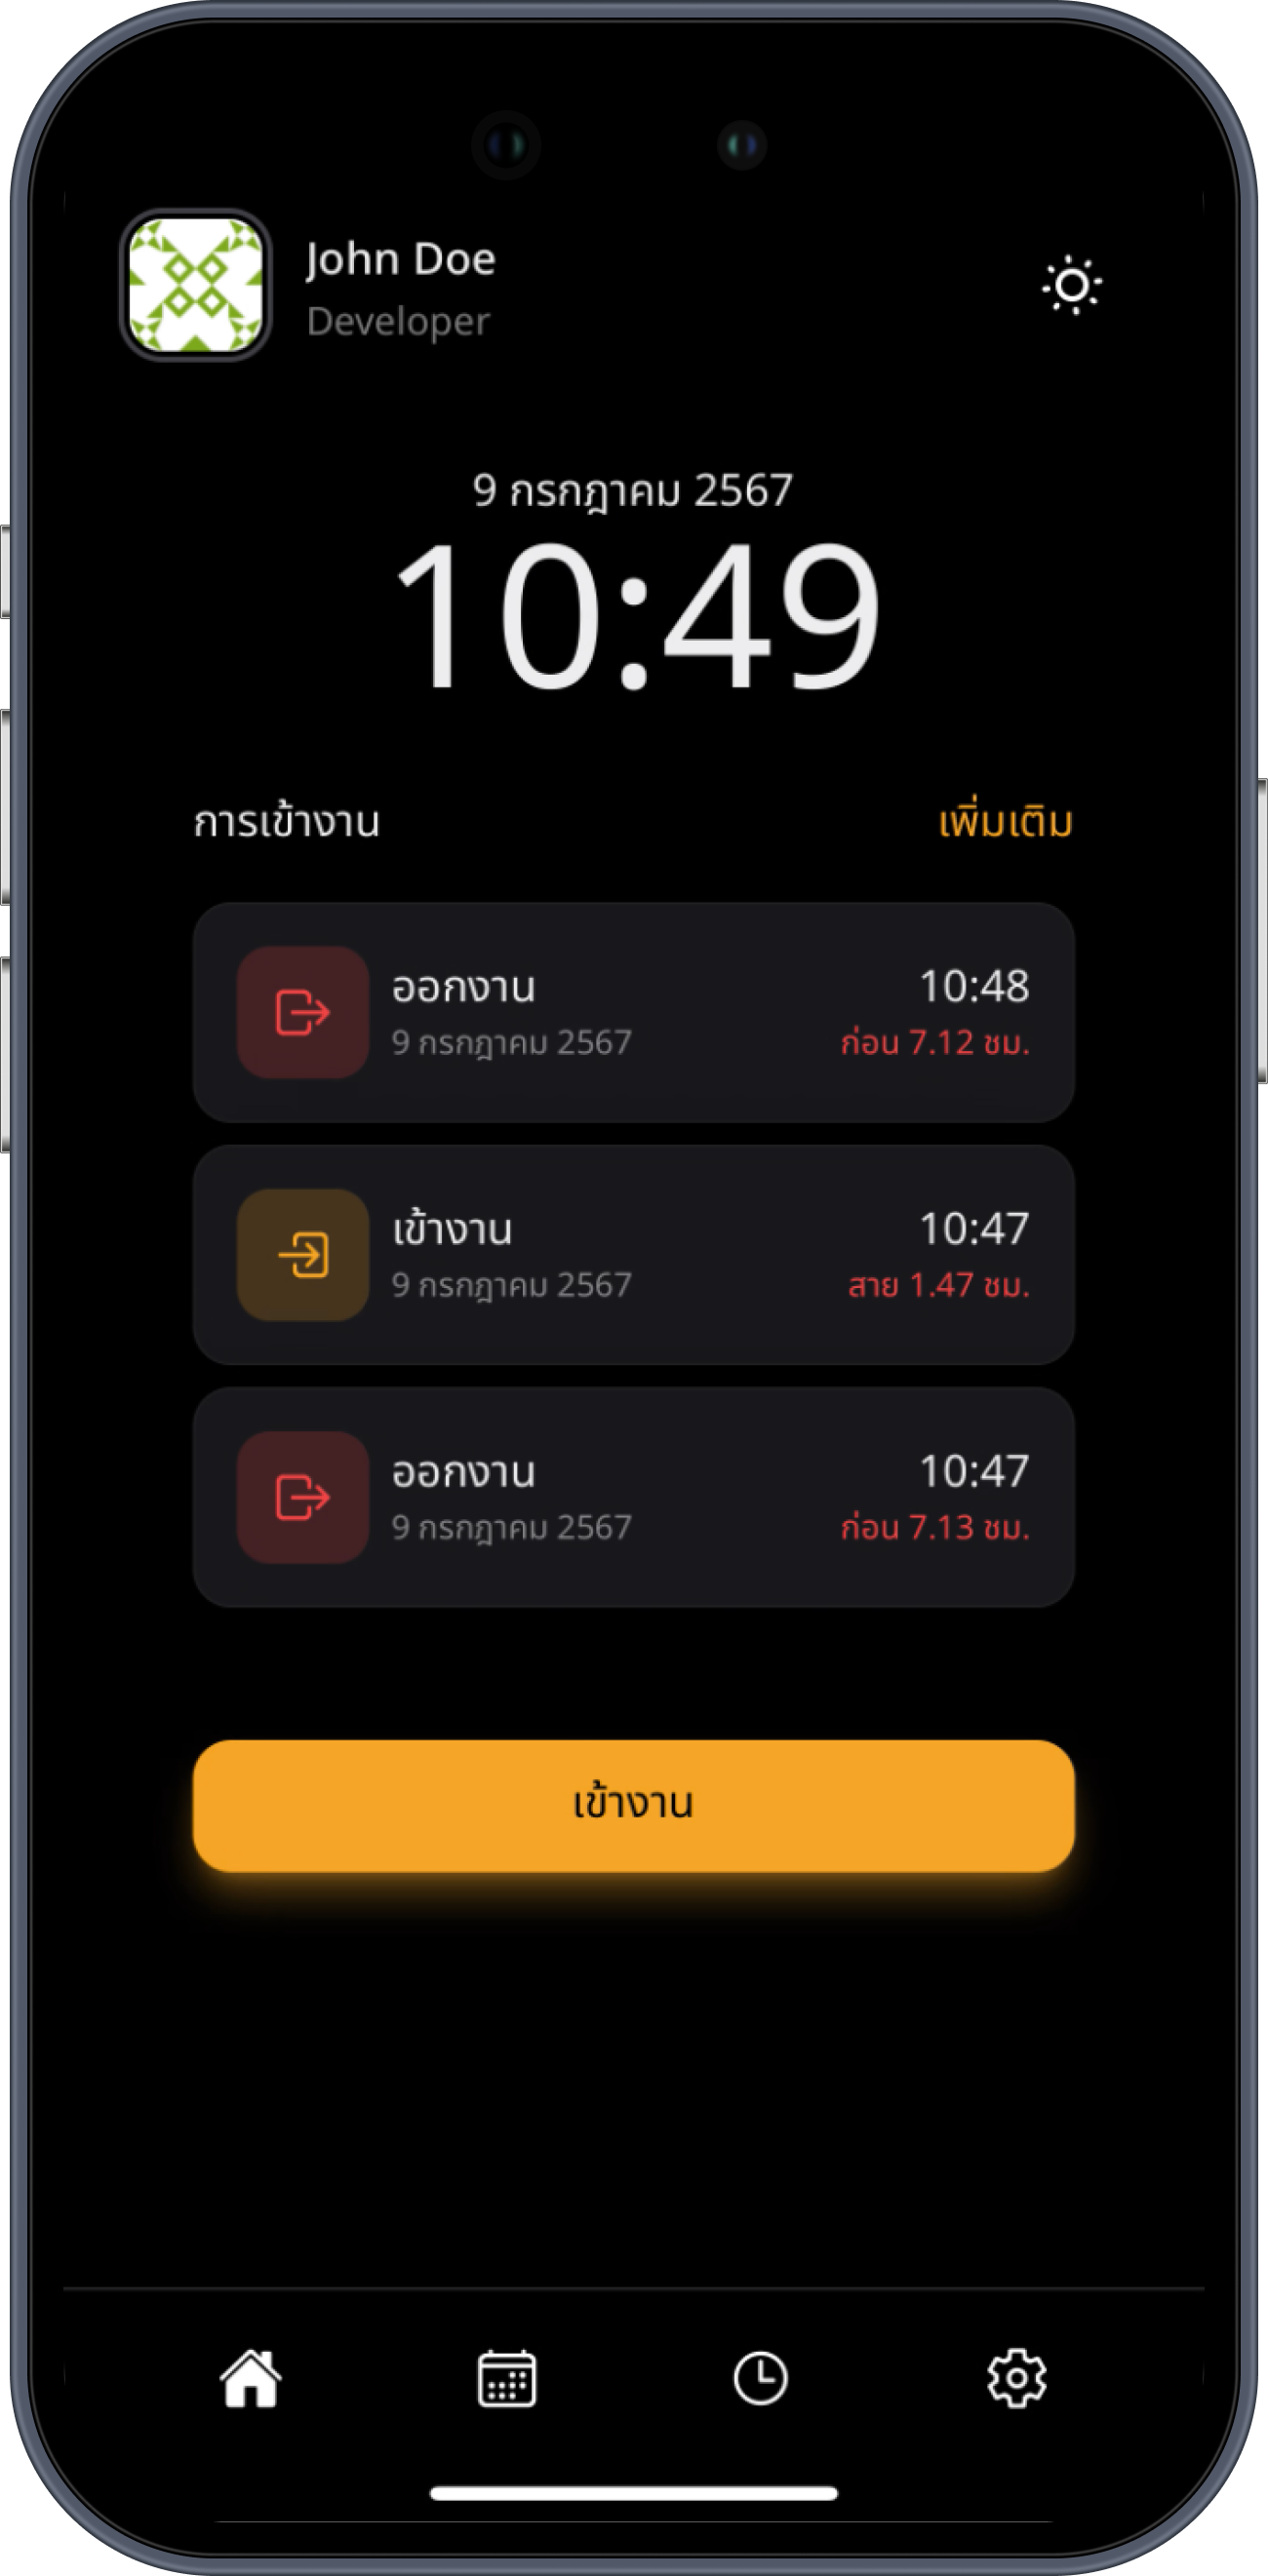 John Doe
Developer
9 กรกฎาคม 2567
10:49
การเข้างาน เพิ่มเติม
ออกงาน 10:48
9 กรกฎาคม 2567 ก่อน 7.12 ชม.
เข้างาน 10:47
9 กรกฎาคม 2567 สาย 1.47 ชม.
ออกงาน 10:47
9 กรกฎาคม 2567 ก่อน 7.13 ชม.
เข้างาน